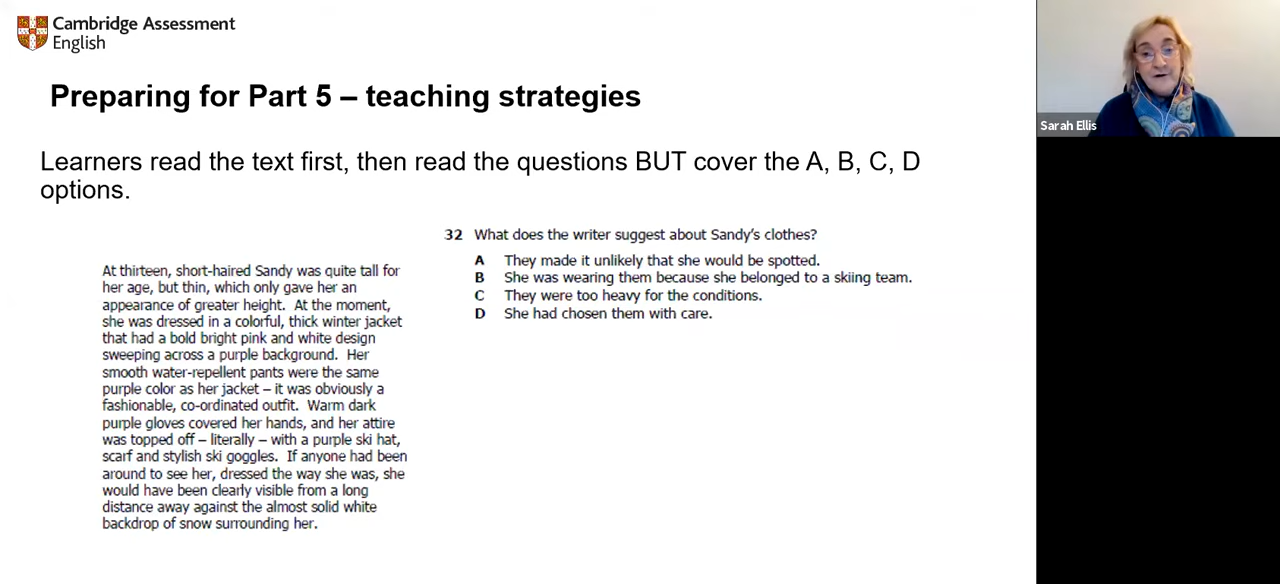 Cambridge Assessment
English
Preparing for Part 5 – teaching strategies
Learners read the text first, then read the questions BUT cover the A, B, C, D
options.
At thirteen, short-haired Sandy was quite tall for
her age, but thin, which only gave her an
appearance of greater height. At the moment,
she was dressed in a colorful, thick winter jacket
that had a bold bright pink and white design
sweeping across a purple background. Her
smooth water-repellent pants were the same
purple color as her jacket – it was obviously a
fashionable, co-ordinated outfit. Warm dark
purple gloves covered her hands, and her attire
was topped off – literally – with a purple ski hat,
scarf and stylish ski goggles. If anyone had been
around to see her, dressed the way she was, she
would have been clearly visible from a long
distance away against the almost solid white
backdrop of snow surrounding her.
32 What does the writer suggest about Sandy's clothes?
A They made it unlikely that she would be spotted.
B She was wearing them because she belonged to a skiing team.
C They were too heavy for the conditions.
D She had chosen them with care.
Sarah Ellis